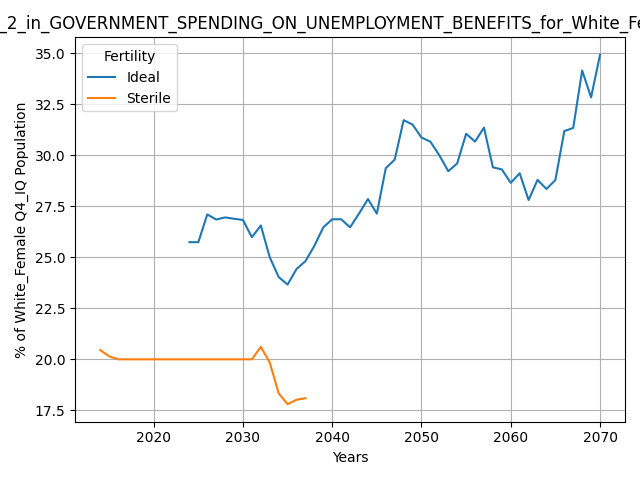 _2_in_GOVERNMENT_SPENDING_ON_UNEMPLOYMENT_BENEFITS_for_White_Fe
Fertility
Ideal
Sterile
35.0
32.5
30.0
27.5
25.0
22.5
20.0
17.5
% of White_Female Q4_IQ Population
2020 2030 2040 2050 2060 2070
Years